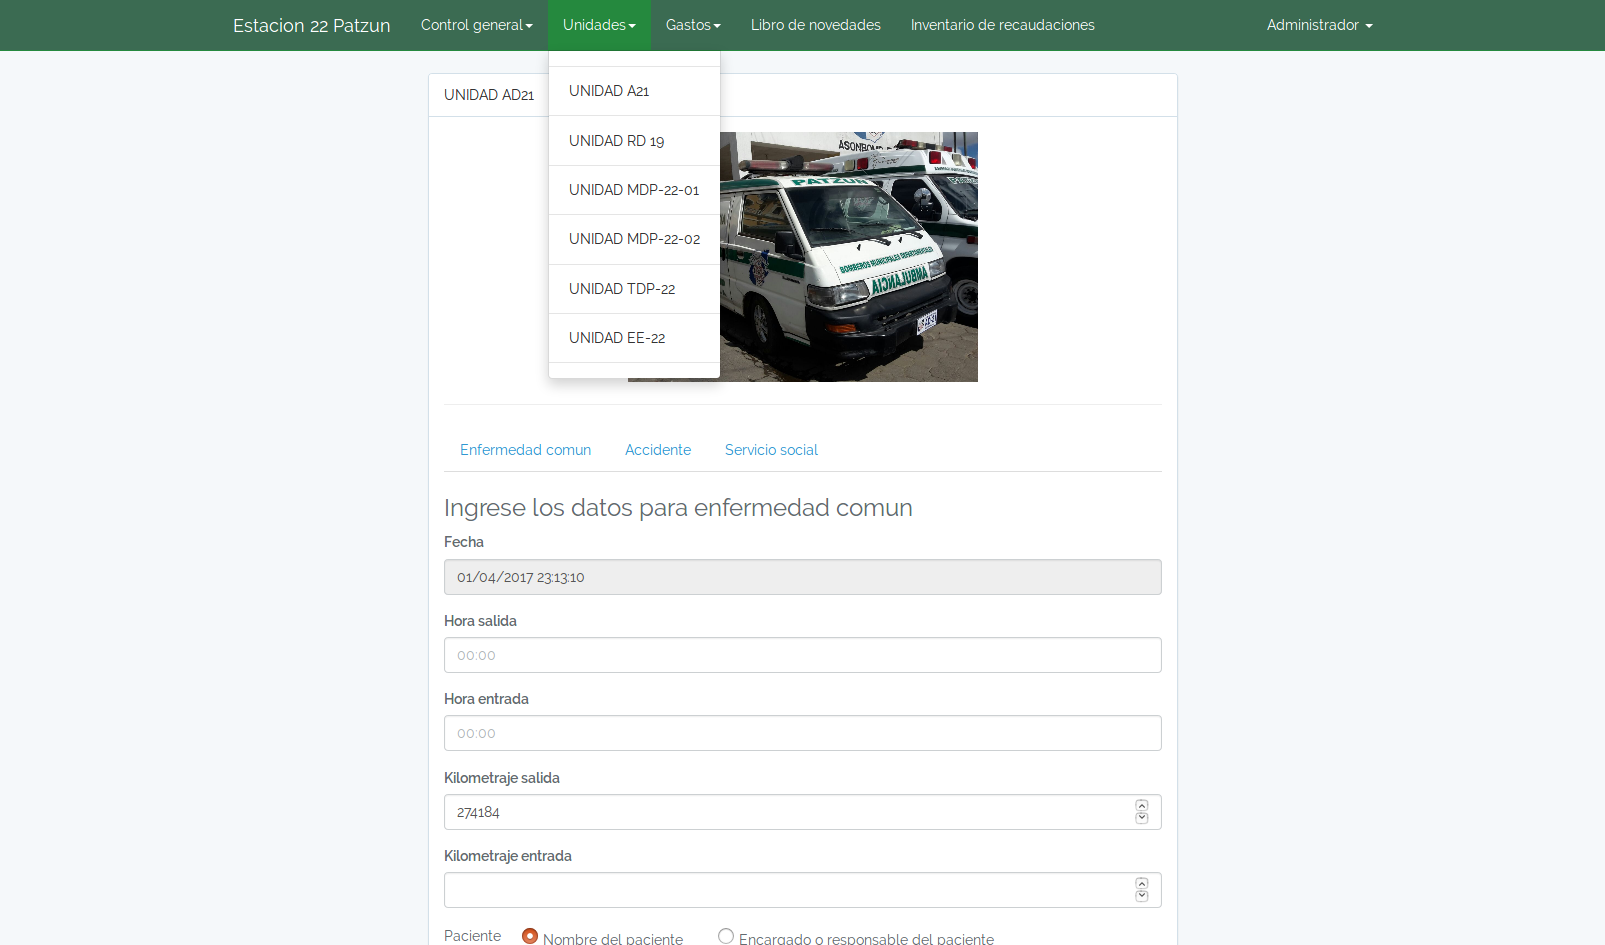 Estacion 22 Patzun Control general Unidades Gastos Libro de novedades Inventario de recaudaciones Administrador
UNIDAD A21
UNIDAD RD 19
UNIDAD MDP-22-01
UNIDAD MDP-22-02
UNIDAD TDP-22
UNIDAD EE-22
UNIDAD AD21
PATZUN
BOMBEROS MUNICIPALES DEPARTAMENTALES
AMBULANCIA
Enfermedad comun Accidente Servicio social
Ingrese los datos para enfermedad comun
Fecha
01/04/2017 23:13:10
Hora salida
00:00
Hora entrada
00:00
Kilometraje salida
274184
Kilometraje entrada
Paciente Nombre del paciente Encargado o responsable del paciente